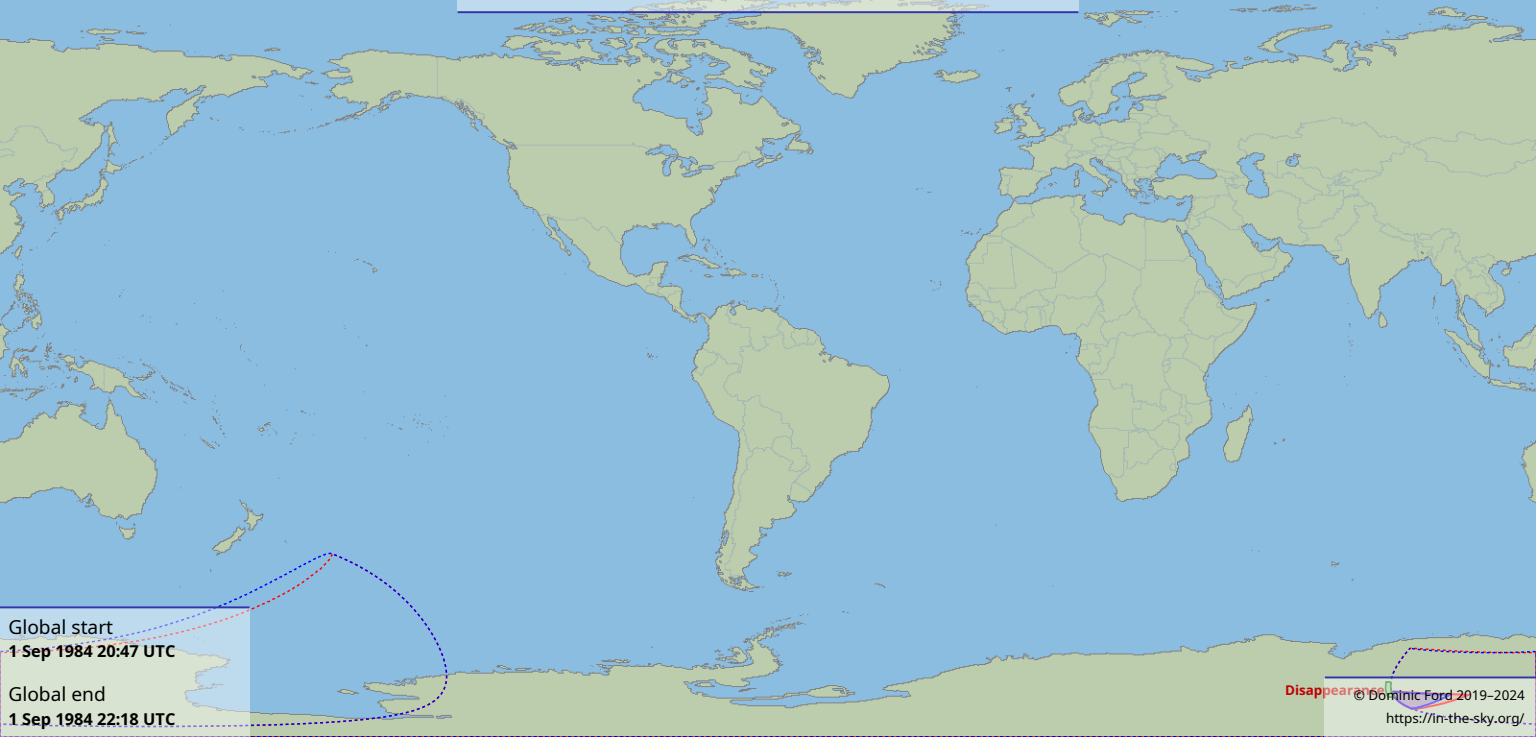 Global start
1 Sep 1984 20:47 UTC
Global end
1 Sep 1984 22:18 UTC
Disappearance
© Dominic Ford 2019–2024
https://in-the-sky.org/